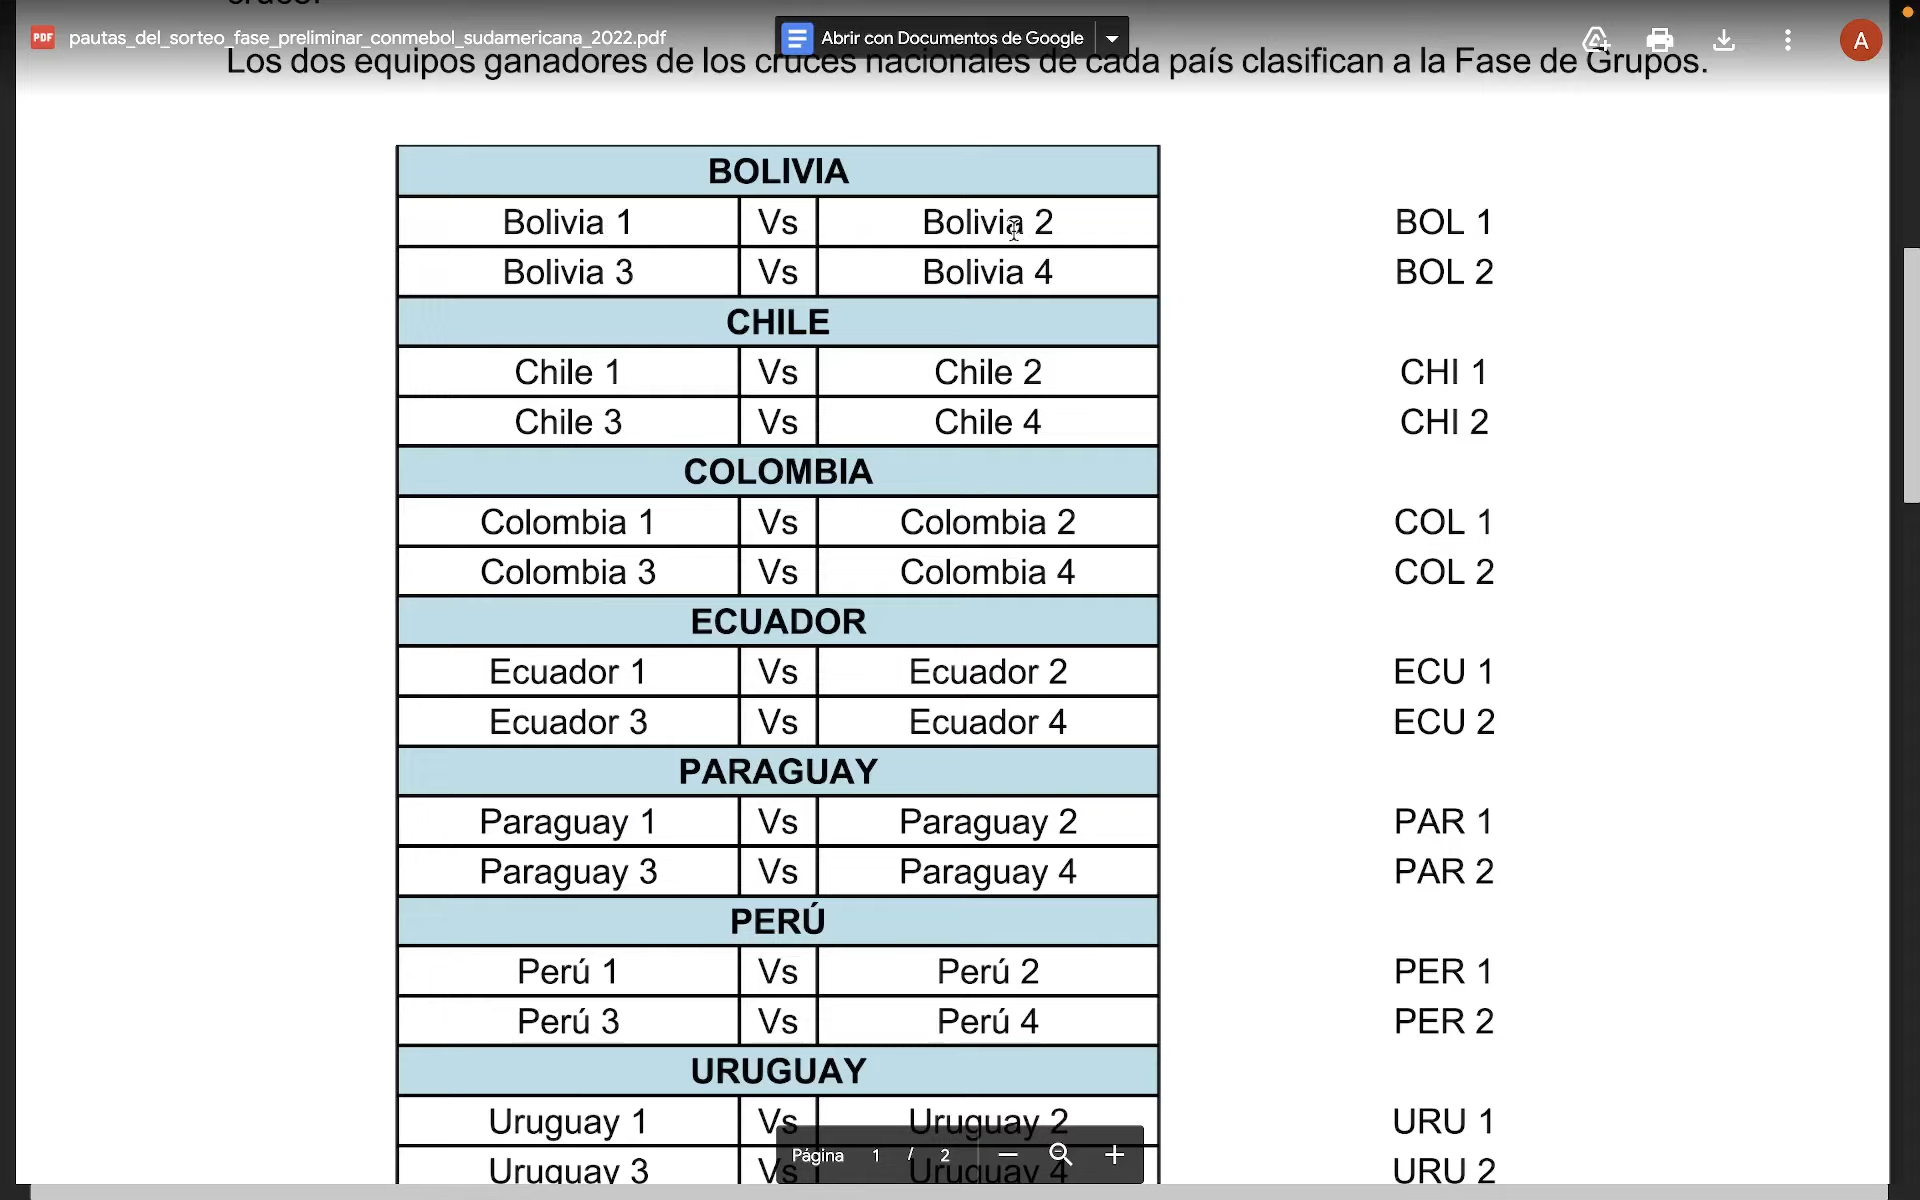 cruce.
PDF pautas_del_sorteo_fase_preliminar_conmebol_sudamericana_2022.pdf
Abrir con Documentos de Google
A
Los dos equipos ganadores de los cruces nacionales de cada país clasifican a la Fase de Grupos.
BOLIVIA
Bolivia 1 Vs Bolivia 2 BOL 1
Bolivia 3 Vs Bolivia 4 BOL 2
CHILE
Chile 1 Vs Chile 2 CHI 1
Chile 3 Vs Chile 4 CHI 2
COLOMBIA
Colombia 1 Vs Colombia 2 COL 1
Colombia 3 Vs Colombia 4 COL 2
ECUADOR
Ecuador 1 Vs Ecuador 2 ECU 1
Ecuador 3 Vs Ecuador 4 ECU 2
PARAGUAY
Paraguay 1 Vs Paraguay 2 PAR 1
Paraguay 3 Vs Paraguay 4 PAR 2
PERÚ
Perú 1 Vs Perú 2 PER 1
Perú 3 Vs Perú 4 PER 2
URUGUAY
Uruguay 1 Vs Uruguay 2 URU 1
Uruguay 3 Vs Uruguay 4 URU 2
Página 1 / 2